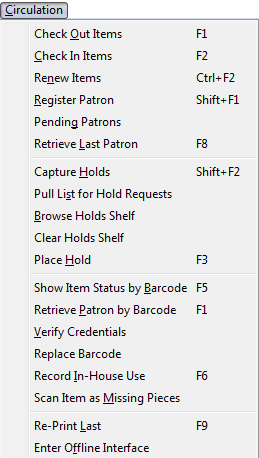 Circulation
Check Out Items F1
Check In Items F2
Renew Items Ctrl+F2
Register Patron Shift+F1
Pending Patrons
Retrieve Last Patron F8
Capture Holds Shift+F2
Pull List for Hold Requests
Browse Holds Shelf
Clear Holds Shelf
Place Hold F3
Show Item Status by Barcode F5
Retrieve Patron by Barcode F1
Verify Credentials
Replace Barcode
Record In-House Use F6
Scan Item as Missing Pieces
Re-Print Last F9
Enter Offline Interface